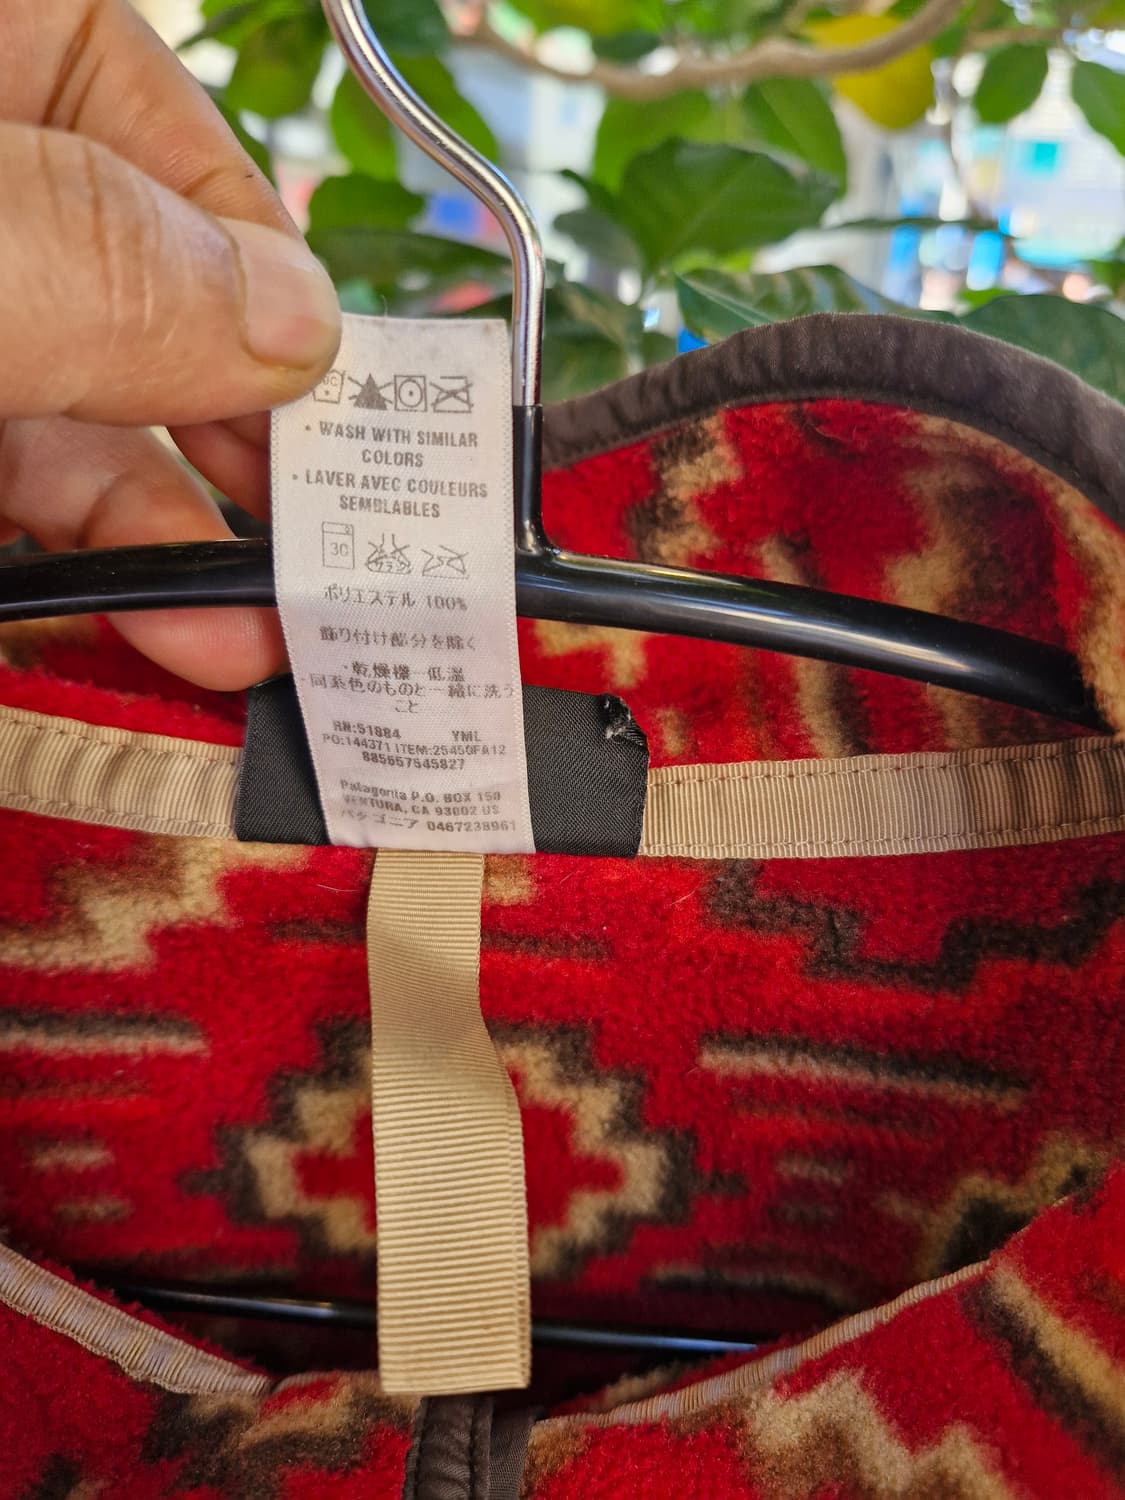 • WASH WITH SIMILAR
COLORS
• LAVER AVEC COULEURS
SEMBLABLES
30
ポリエステル 100%
飾り付け部分を除く
・乾燥機 低温
・同系色のものと一緒に洗う
こと
RN:51884 YML
PO:144371 ITEM:25450FA12
885657545827
Patagonia P.O. BOX 150
VENTURA, CA 93002 US
パタゴニア 0467238961